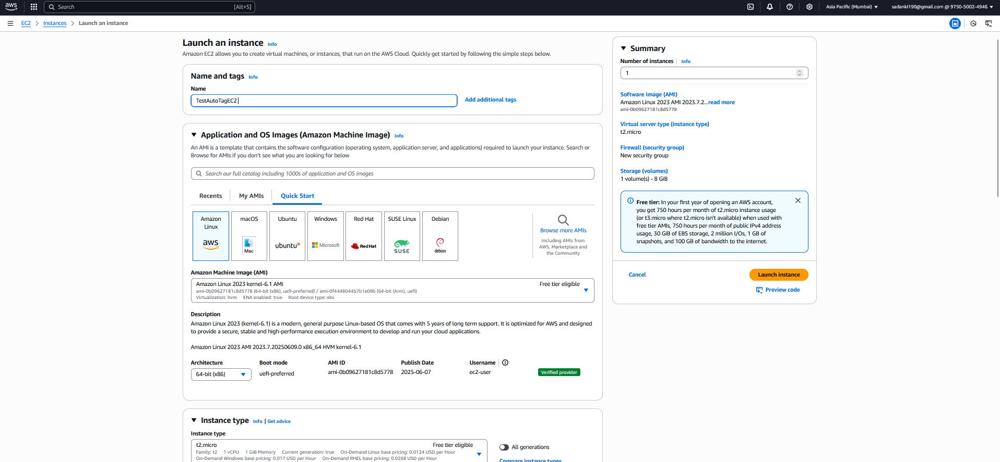 aws
Search [Alt+S]
Asia Pacific (Mumbai) ▼
sadanki190@gmail.com @ 9750-5002-4946 ▼
EC2 > Instances > Launch an instance
Launch an instance Info
Amazon EC2 allows you to create virtual machines, or instances, that run on the AWS Cloud. Quickly get started by following the simple steps below.
Name and tags Info
Name
TestAutoTagEC2
Add additional tags
Application and OS Images (Amazon Machine Image) Info
An AMI is a template that contains the software configuration (operating system, application server, and applications) required to launch your instance. Search or
Browse for AMIs if you don't see what you are looking for below
Search our full catalog including 1000s of application and OS images
Recents
My AMIs
Quick Start
Amazon
Linux
aws
macOS
Mac
Ubuntu
ubuntu®
Windows
Microsoft
Red Hat
Red Hat
SUSE Linux
SUSE
Debian
debian
Browse more AMIs
Including AMIs from
AWS, Marketplace and
the Community
Amazon Machine Image (AMI)
Amazon Linux 2023 kernel-6.1 AMI
Free tier eligible
ami-0b09627181c8d5778 (64-bit (x86), uefi-preferred) / ami-0f4448044b7b1e09b (64-bit (Arm), uefi)
Virtualization: hvm ENA enabled: true Root device type: ebs
Description
Amazon Linux 2023 (kernel-6.1) is a modern, general purpose Linux-based OS that comes with 5 years of long term support. It is optimized for AWS and designed
to provide a secure, stable and high-performance execution environment to develop and run your cloud applications.
Amazon Linux 2023 AMI 2023.7.20250609.0 x86_64 HVM kernel-6.1
Architecture
64-bit (x86)
Boot mode
uefi-preferred
AMI ID
ami-0b09627181c8d5778
Publish Date
2025-06-07
Username
ec2-user
Verified provider
Instance type Info | Get advice
Instance type
t2.micro
Free tier eligible
Family: t2 1 vCPU 1 GiB Memory Current generation: true On-Demand Linux base pricing: 0.0124 USD per Hour
On-Demand Windows base pricing: 0.017 USD per Hour On-Demand RHEL base pricing: 0.0268 USD per Hour
All generations
Compare instance types
Summary
Number of instances Info
1
Software Image (AMI)
Amazon Linux 2023 AMI 2023.7.2...read more
ami-0b09627181c8d5778
Virtual server type (instance type)
t2.micro
Firewall (security group)
New security group
Storage (volumes)
1 volume(s) - 8 GiB
Free tier: In your first year of opening an AWS account,
you get 750 hours per month of t2.micro instance usage
(or t3.micro where t2.micro isn't available) when used with
free tier AMIs, 750 hours per month of public IPv4 address
usage, 30 GiB of EBS storage, 2 million I/Os, 1 GB of
snapshots, and 100 GB of bandwidth to the internet.
Cancel
Launch instance
Preview code